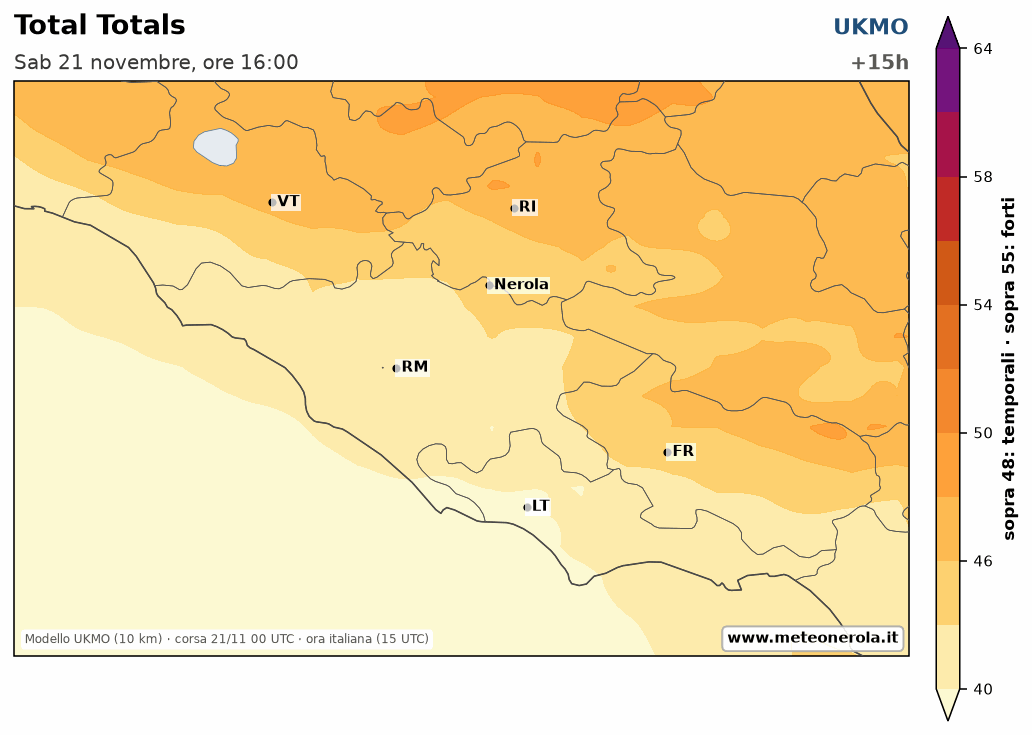 Total Totals
UKMO
Sab 21 novembre, ore 16:00
+15h
VT
RI
Nerola
RM
FR
LT
Modello UKMO (10 km) · corsa 21/11 00 UTC · ora italiana (15 UTC)
www.meteonerola.it
64
58
54
50
46
40
sopra 48: temporali · sopra 55: forti